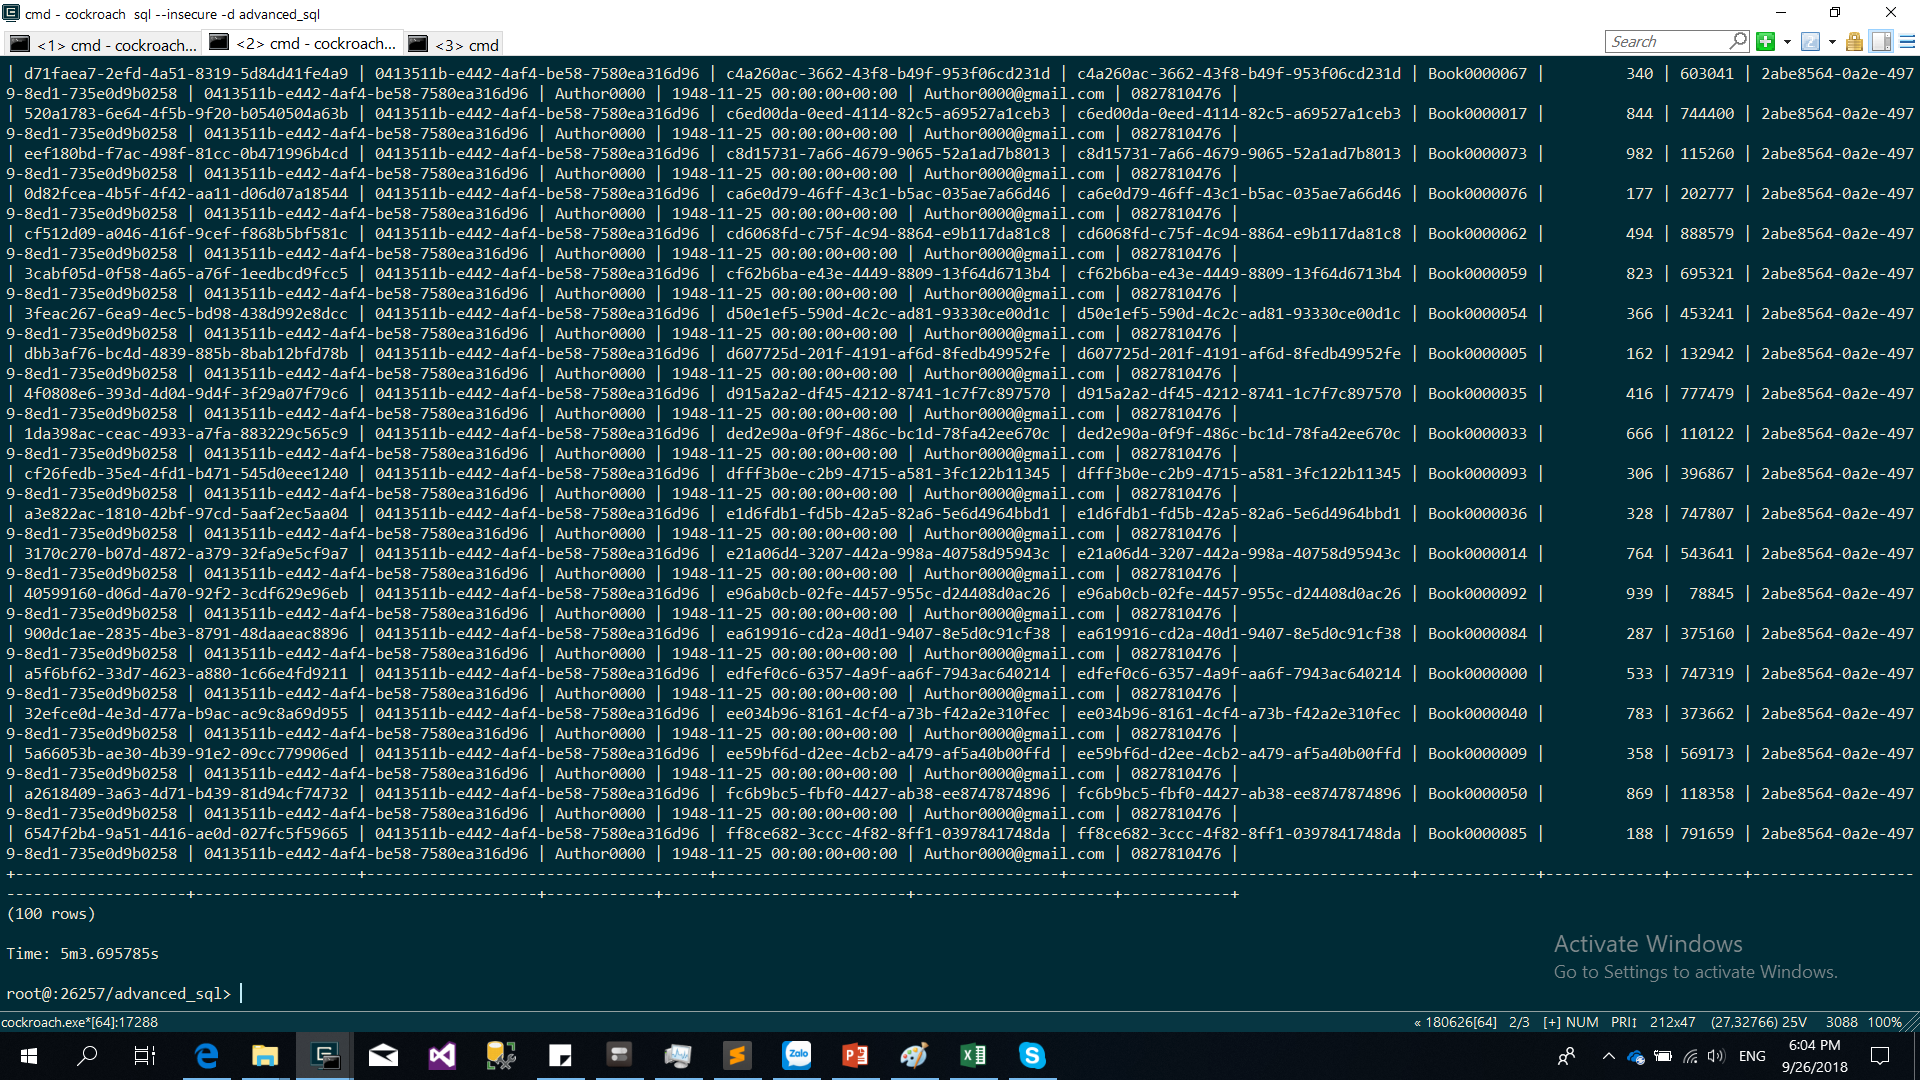 cmd - cockroach  sql --insecure -d advanced_sql
<1> cmd - cockroach... <2> cmd - cockroach... <3> cmd Search
| d71faea7-2efd-4a51-8319-5d84d41fe4a9 | 0413511b-e442-4af4-be58-7580ea316d96 | c4a260ac-3662-43f8-b49f-953f06cd231d | c4a260ac-3662-43f8-b49f-953f06cd231d | Book0000067 | 340 | 603041 | 2abe8564-0a2e-497
9-8ed1-735e0d9b0258 | 0413511b-e442-4af4-be58-7580ea316d96 | Author0000 | 1948-11-25 00:00:00+00:00 | Author0000@gmail.com | 0827810476 |
| 520a1783-6e64-4f5b-9f20-b0540504a63b | 0413511b-e442-4af4-be58-7580ea316d96 | c6ed00da-0eed-4114-82c5-a69527a1ceb3 | c6ed00da-0eed-4114-82c5-a69527a1ceb3 | Book0000017 | 844 | 744400 | 2abe8564-0a2e-497
9-8ed1-735e0d9b0258 | 0413511b-e442-4af4-be58-7580ea316d96 | Author0000 | 1948-11-25 00:00:00+00:00 | Author0000@gmail.com | 0827810476 |
| eef180bd-f7ac-498f-81cc-0b471996b4cd | 0413511b-e442-4af4-be58-7580ea316d96 | c8d15731-7a66-4679-9065-52a1ad7b8013 | c8d15731-7a66-4679-9065-52a1ad7b8013 | Book0000073 | 982 | 115260 | 2abe8564-0a2e-497
9-8ed1-735e0d9b0258 | 0413511b-e442-4af4-be58-7580ea316d96 | Author0000 | 1948-11-25 00:00:00+00:00 | Author0000@gmail.com | 0827810476 |
| 0d82fcea-4b5f-4f42-aa11-d06d07a18544 | 0413511b-e442-4af4-be58-7580ea316d96 | ca6e0d79-46ff-43c1-b5ac-035ae7a66d46 | ca6e0d79-46ff-43c1-b5ac-035ae7a66d46 | Book0000076 | 177 | 202777 | 2abe8564-0a2e-497
9-8ed1-735e0d9b0258 | 0413511b-e442-4af4-be58-7580ea316d96 | Author0000 | 1948-11-25 00:00:00+00:00 | Author0000@gmail.com | 0827810476 |
| cf512d09-a046-416f-9cef-f868b5bf581c | 0413511b-e442-4af4-be58-7580ea316d96 | cd6068fd-c75f-4c94-8864-e9b117da81c8 | cd6068fd-c75f-4c94-8864-e9b117da81c8 | Book0000062 | 494 | 888579 | 2abe8564-0a2e-497
9-8ed1-735e0d9b0258 | 0413511b-e442-4af4-be58-7580ea316d96 | Author0000 | 1948-11-25 00:00:00+00:00 | Author0000@gmail.com | 0827810476 |
| 3cabf05d-0f58-4a65-a76f-1eedbcd9fcc5 | 0413511b-e442-4af4-be58-7580ea316d96 | cf62b6ba-e43e-4449-8809-13f64d6713b4 | cf62b6ba-e43e-4449-8809-13f64d6713b4 | Book0000059 | 823 | 695321 | 2abe8564-0a2e-497
9-8ed1-735e0d9b0258 | 0413511b-e442-4af4-be58-7580ea316d96 | Author0000 | 1948-11-25 00:00:00+00:00 | Author0000@gmail.com | 0827810476 |
| 3feac267-6ea9-4ec5-bd98-438d992e8dcc | 0413511b-e442-4af4-be58-7580ea316d96 | d50e1ef5-590d-4c2c-ad81-93330ce00d1c | d50e1ef5-590d-4c2c-ad81-93330ce00d1c | Book0000054 | 366 | 453241 | 2abe8564-0a2e-497
9-8ed1-735e0d9b0258 | 0413511b-e442-4af4-be58-7580ea316d96 | Author0000 | 1948-11-25 00:00:00+00:00 | Author0000@gmail.com | 0827810476 |
| dbb3af76-bc4d-4839-885b-8bab12bfd78b | 0413511b-e442-4af4-be58-7580ea316d96 | d607725d-201f-4191-af6d-8fedb49952fe | d607725d-201f-4191-af6d-8fedb49952fe | Book0000005 | 162 | 132942 | 2abe8564-0a2e-497
9-8ed1-735e0d9b0258 | 0413511b-e442-4af4-be58-7580ea316d96 | Author0000 | 1948-11-25 00:00:00+00:00 | Author0000@gmail.com | 0827810476 |
| 4f0808e6-393d-4d04-9d4f-3f29a07f79c6 | 0413511b-e442-4af4-be58-7580ea316d96 | d915a2a2-df45-4212-8741-1c7f7c897570 | d915a2a2-df45-4212-8741-1c7f7c897570 | Book0000035 | 416 | 777479 | 2abe8564-0a2e-497
9-8ed1-735e0d9b0258 | 0413511b-e442-4af4-be58-7580ea316d96 | Author0000 | 1948-11-25 00:00:00+00:00 | Author0000@gmail.com | 0827810476 |
| 1da398ac-ceac-4933-a7fa-883229c565c9 | 0413511b-e442-4af4-be58-7580ea316d96 | ded2e90a-0f9f-486c-bc1d-78fa42ee670c | ded2e90a-0f9f-486c-bc1d-78fa42ee670c | Book0000033 | 666 | 110122 | 2abe8564-0a2e-497
9-8ed1-735e0d9b0258 | 0413511b-e442-4af4-be58-7580ea316d96 | Author0000 | 1948-11-25 00:00:00+00:00 | Author0000@gmail.com | 0827810476 |
| cf26fedb-35e4-4fd1-b471-545d0eee1240 | 0413511b-e442-4af4-be58-7580ea316d96 | dfff3b0e-c2b9-4715-a581-3fc122b11345 | dfff3b0e-c2b9-4715-a581-3fc122b11345 | Book0000093 | 306 | 396867 | 2abe8564-0a2e-497
9-8ed1-735e0d9b0258 | 0413511b-e442-4af4-be58-7580ea316d96 | Author0000 | 1948-11-25 00:00:00+00:00 | Author0000@gmail.com | 0827810476 |
| a3e822ac-1810-42bf-97cd-5aaf2ec5aa04 | 0413511b-e442-4af4-be58-7580ea316d96 | e1d6fdb1-fd5b-42a5-82a6-5e6d4964bbd1 | e1d6fdb1-fd5b-42a5-82a6-5e6d4964bbd1 | Book0000036 | 328 | 747807 | 2abe8564-0a2e-497
9-8ed1-735e0d9b0258 | 0413511b-e442-4af4-be58-7580ea316d96 | Author0000 | 1948-11-25 00:00:00+00:00 | Author0000@gmail.com | 0827810476 |
| 3170c270-b07d-4872-a379-32fa9e5cf9a7 | 0413511b-e442-4af4-be58-7580ea316d96 | e21a06d4-3207-442a-998a-40758d95943c | e21a06d4-3207-442a-998a-40758d95943c | Book0000014 | 764 | 543641 | 2abe8564-0a2e-497
9-8ed1-735e0d9b0258 | 0413511b-e442-4af4-be58-7580ea316d96 | Author0000 | 1948-11-25 00:00:00+00:00 | Author0000@gmail.com | 0827810476 |
| 40599160-d06d-4a70-92f2-3cdf629e96eb | 0413511b-e442-4af4-be58-7580ea316d96 | e96ab0cb-02fe-4457-955c-d24408d0ac26 | e96ab0cb-02fe-4457-955c-d24408d0ac26 | Book0000092 | 939 | 78845 | 2abe8564-0a2e-497
9-8ed1-735e0d9b0258 | 0413511b-e442-4af4-be58-7580ea316d96 | Author0000 | 1948-11-25 00:00:00+00:00 | Author0000@gmail.com | 0827810476 |
| 900dc1ae-2835-4be3-8791-48daaeac8896 | 0413511b-e442-4af4-be58-7580ea316d96 | ea619916-cd2a-40d1-9407-8e5d0c91cf38 | ea619916-cd2a-40d1-9407-8e5d0c91cf38 | Book0000084 | 287 | 375160 | 2abe8564-0a2e-497
9-8ed1-735e0d9b0258 | 0413511b-e442-4af4-be58-7580ea316d96 | Author0000 | 1948-11-25 00:00:00+00:00 | Author0000@gmail.com | 0827810476 |
| a5f6bf62-33d7-4623-a880-1c66e4fd9211 | 0413511b-e442-4af4-be58-7580ea316d96 | edfef0c6-6357-4a9f-aa6f-7943ac640214 | edfef0c6-6357-4a9f-aa6f-7943ac640214 | Book0000000 | 533 | 747319 | 2abe8564-0a2e-497
9-8ed1-735e0d9b0258 | 0413511b-e442-4af4-be58-7580ea316d96 | Author0000 | 1948-11-25 00:00:00+00:00 | Author0000@gmail.com | 0827810476 |
| 32efce0d-4e3d-477a-b9ac-ac9c8a69d955 | 0413511b-e442-4af4-be58-7580ea316d96 | ee034b96-8161-4cf4-a73b-f42a2e310fec | ee034b96-8161-4cf4-a73b-f42a2e310fec | Book0000040 | 783 | 373662 | 2abe8564-0a2e-497
9-8ed1-735e0d9b0258 | 0413511b-e442-4af4-be58-7580ea316d96 | Author0000 | 1948-11-25 00:00:00+00:00 | Author0000@gmail.com | 0827810476 |
| 5a66053b-ae30-4b39-91e2-09cc779906ed | 0413511b-e442-4af4-be58-7580ea316d96 | ee59bf6d-d2ee-4cb2-a479-af5a40b00ffd | ee59bf6d-d2ee-4cb2-a479-af5a40b00ffd | Book0000009 | 358 | 569173 | 2abe8564-0a2e-497
9-8ed1-735e0d9b0258 | 0413511b-e442-4af4-be58-7580ea316d96 | Author0000 | 1948-11-25 00:00:00+00:00 | Author0000@gmail.com | 0827810476 |
| a2618409-3a63-4d71-b439-81d94cf74732 | 0413511b-e442-4af4-be58-7580ea316d96 | fc6b9bc5-fbf0-4427-ab38-ee8747874896 | fc6b9bc5-fbf0-4427-ab38-ee8747874896 | Book0000050 | 869 | 118358 | 2abe8564-0a2e-497
9-8ed1-735e0d9b0258 | 0413511b-e442-4af4-be58-7580ea316d96 | Author0000 | 1948-11-25 00:00:00+00:00 | Author0000@gmail.com | 0827810476 |
| 6547f2b4-9a51-4416-ae0d-027fc5f59665 | 0413511b-e442-4af4-be58-7580ea316d96 | ff8ce682-3ccc-4f82-8ff1-0397841748da | ff8ce682-3ccc-4f82-8ff1-0397841748da | Book0000085 | 188 | 791659 | 2abe8564-0a2e-497
9-8ed1-735e0d9b0258 | 0413511b-e442-4af4-be58-7580ea316d96 | Author0000 | 1948-11-25 00:00:00+00:00 | Author0000@gmail.com | 0827810476 |
+--------------------------------------+--------------------------------------+--------------------------------------+--------------------------------------+-------------+-------------+--------+------------------
--------------------+--------------------------------------+------------+---------------------------+----------------------+------------+
(100 rows)
Time: 5m3.695785s
root@:26257/advanced_sql>
Activate Windows
Go to Settings to activate Windows.
cockroach.exe*[64]:17288 « 180626[64] 2/3 [+] NUM PRI↕ 212x47 (27,32766) 25V 3088 100%
Zalo ENG 6:04 PM
9/26/2018